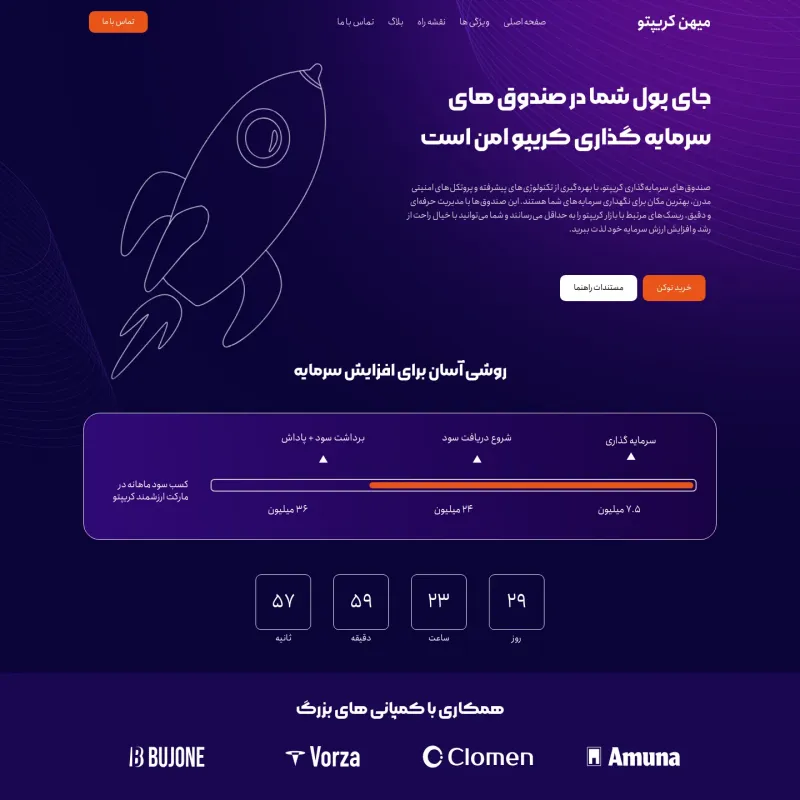 میهن کریپتو
صفحه اصلی
ویژگی ها
نقشه راه
بلاگ
تماس با ما
تماس با ما
جای پول شما در صندوق های
سرمایه گذاری کریپو امن است
صندوق های سرمایه‌گذاری کریپتو، با بهره‌گیری از تکنولوژی‌های پیشرفته و پروتکل‌های امنیتی
مدرن، بهترین مکان برای نگهداری سرمایه‌های شما هستند. این صندوق‌ها با مدیریت حرفه‌ای
و دقیق، ریسک‌های مرتبط با بازار کریپتو را به حداقل می‌رسانند و شما می‌توانید با خیال راحت از
رشد و افزایش ارزش سرمایه خود لذت ببرید.
خرید توکن
مستندات راهنما
روشی آسان برای افزایش سرمایه
سرمایه گذاری
شروع دریافت سود
برداشت سود + پاداش
کسب سود ماهانه در
مارکت ارزشمند کریپتو
۷.۵ میلیون
۲۴ میلیون
۳۶ میلیون
۲۹
۲۳
۵۹
۵۷
روز
ساعت
دقیقه
ثانیه
همکاری با کمپانی های بزرگ
Amuna
Clomen
Vorza
BUJONE